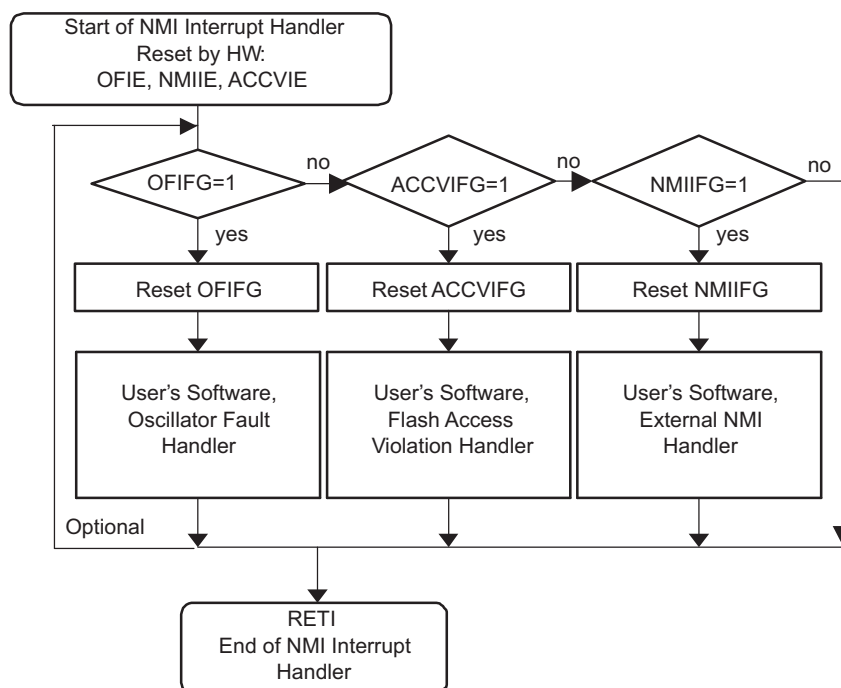 Start of NMI Interrupt Handler
Reset by HW:
OFIE, NMIIE, ACCVIE
OFIFG=1
no
ACCVIFG=1
no
NMIIFG=1
no
yes
yes
yes
Reset OFIFG
Reset ACCVIFG
Reset NMIIFG
User's Software,
Oscillator Fault
Handler
User's Software,
Flash Access
Violation Handler
User's Software,
External NMI
Handler
Optional
RETI
End of NMI Interrupt
Handler